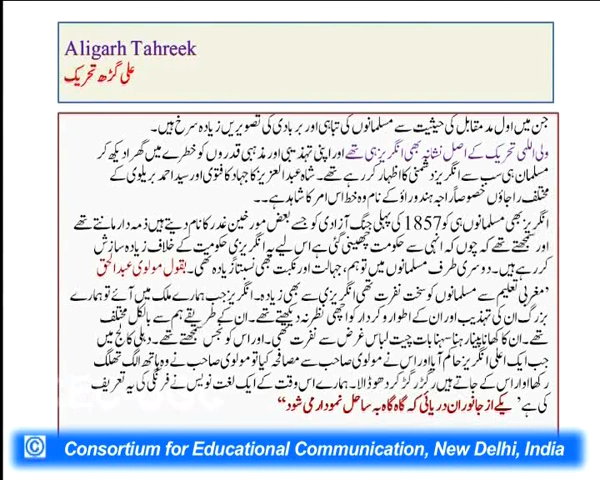 Aligarh Tahreek
علی گڑھ تحریک
جن میں اول مد مقابل کی حیثیت سے مسلمانوں کی تباہی اور بربادی کی تصویریں زیادہ سرخ ہیں۔
ولی اللہی تحریک کے اصل نشانہ بھی انگریز ہی تھے اور اپنی تہذیبی اور مذہبی قدروں کو خطرے میں گھرا دیکھ کر
مسلمان ہی سب سے انگریز دشمنی کا اظہار کر رہے تھے۔ شاہ عبدالعزیز کا جہاد کا فتویٰ اور سید احمد بریلوی کے
مختلف راجاؤں خصوصاً راجہ ہندو راؤ کے نام وہ خط اس امر کا شاہد ہے۔۔
انگریز بھی مسلمانوں ہی کو 1857 کی پہلی جنگ آزادی کو جسے بعض مورخین غدر کا نام دیتے ہیں ذمہ دار مانتے تھے
اور سمجھتے تھے کہ چوں کہ انہی سے حکومت چھینی گئی ہے اس لیے یہ انگریزی حکومت کے خلاف زیادہ سازش
کر رہے ہیں۔ دوسری طرف مسلمانوں میں توہم، جہالت اور نکبت بھی نسبتاً زیادہ تھی۔ بقول مولوی عبدالحق
’مغربی تعلیم سے مسلمانوں کو سخت نفرت تھی انگریزی سے بھی زیادہ۔ انگریز جب ہمارے ملک میں آئے تو ہمارے
بزرگ ان کی تہذیب اور ان کے اطوار و کردار کو اچھی نظر نہ دیکھتے تھے۔ ان کے طریقے ہم سے بالکل مختلف
تھے۔ ان کا کھانا پینا رہنا سہنا بات چیت لباس غرض سے نفرت تھی۔ اور اس کو نجس سمجھتے تھے۔ دہلی کالج میں
جب ایک اعلیٰ انگریز حاکم آیا اور اس نے مولوی صاحب سے مصافحہ کیا تو مولوی صاحب نے وہ ہاتھ الگ تھلگ
رکھا اور اس کے جاتے ہیں رگڑ رگڑ کر دھو ڈالا۔ ہمارے اس وقت کے ایک لغت نویس نے فرنگی کی یہ تعریف
کی ہے ’یکے از جانوران دریائی کہ گاہ گاہ بہ ساحل نمودار می شود“
© Consortium for Educational Communication, New Delhi, India